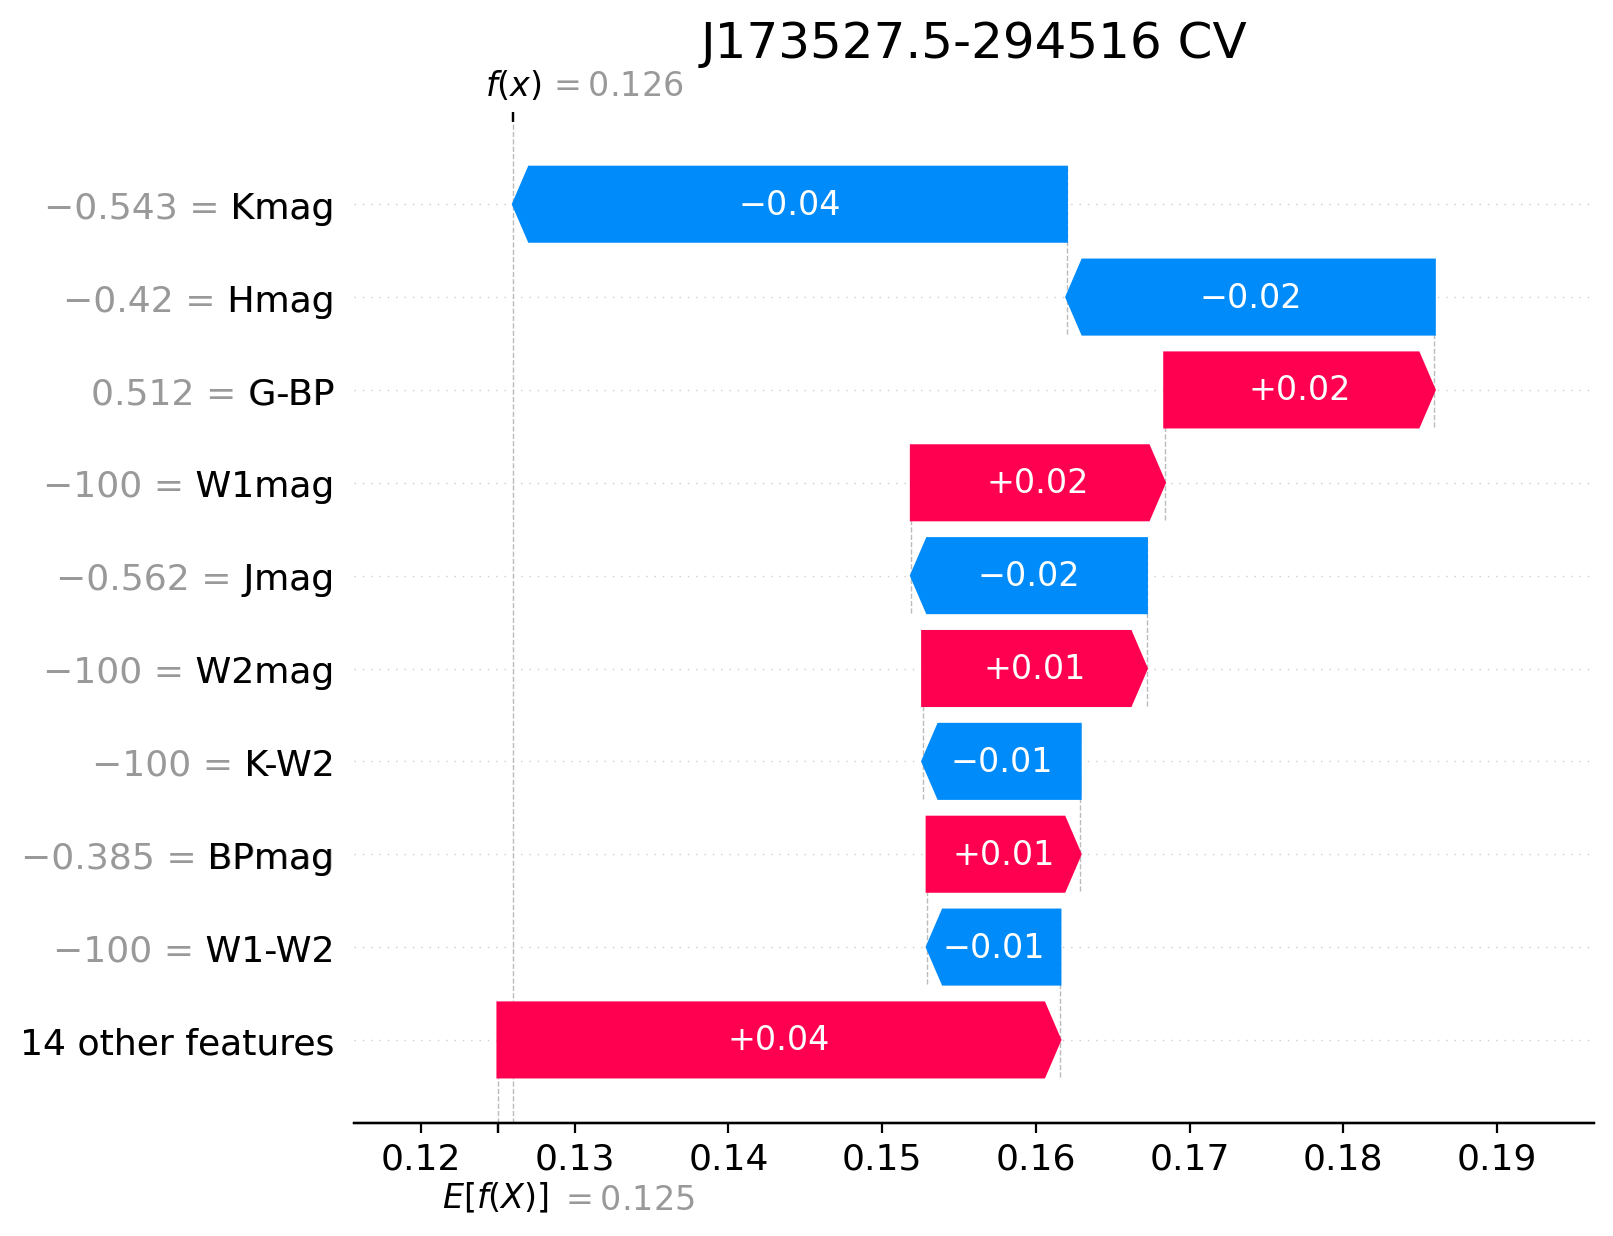 J173527.5-294516 CV
f(x) = 0.126
−0.543 = Kmag −0.04
−0.42 = Hmag −0.02
0.512 = G-BP +0.02
−100 = W1mag +0.02
−0.562 = Jmag −0.02
−100 = W2mag +0.01
−100 = K-W2 −0.01
−0.385 = BPmag +0.01
−100 = W1-W2 −0.01
14 other features +0.04
0.12 0.13 0.14 0.15 0.16 0.17 0.18 0.19
E[f(X)] = 0.125